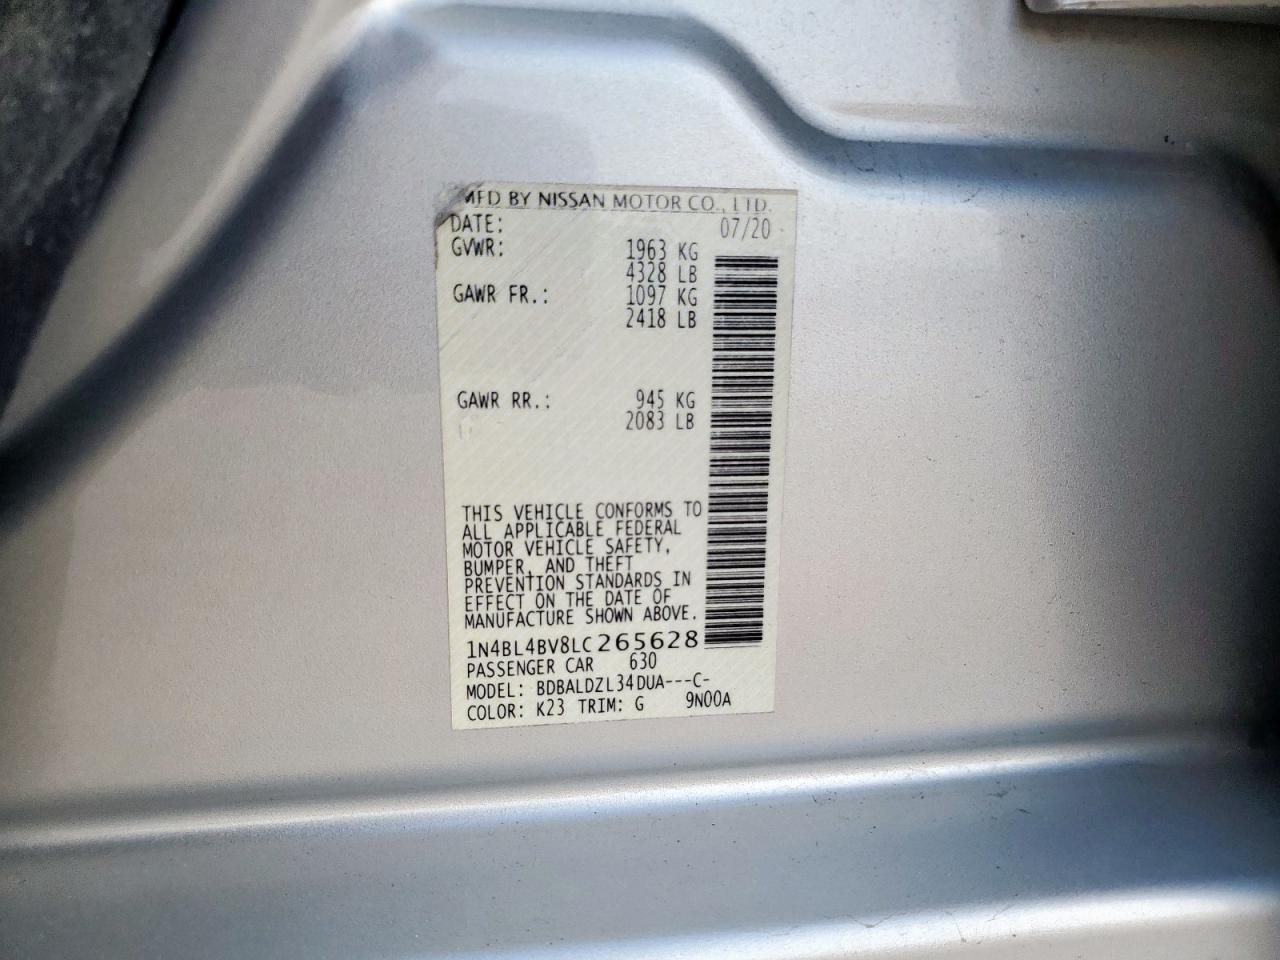 MFD BY NISSAN MOTOR CO., LTD.
DATE: 07/20
GVWR: 1963 KG
4328 LB
GAWR FR.: 1097 KG
2418 LB
GAWR RR.: 945 KG
2083 LB
THIS VEHICLE CONFORMS TO
ALL APPLICABLE FEDERAL
MOTOR VEHICLE SAFETY,
BUMPER, AND THEFT
PREVENTION STANDARDS IN
EFFECT ON THE DATE OF
MANUFACTURE SHOWN ABOVE.
1N4BL4BV8LC265628
PASSENGER CAR 630
MODEL: BDBALDZL34DUA---C-
COLOR: K23 TRIM: G 9N00A